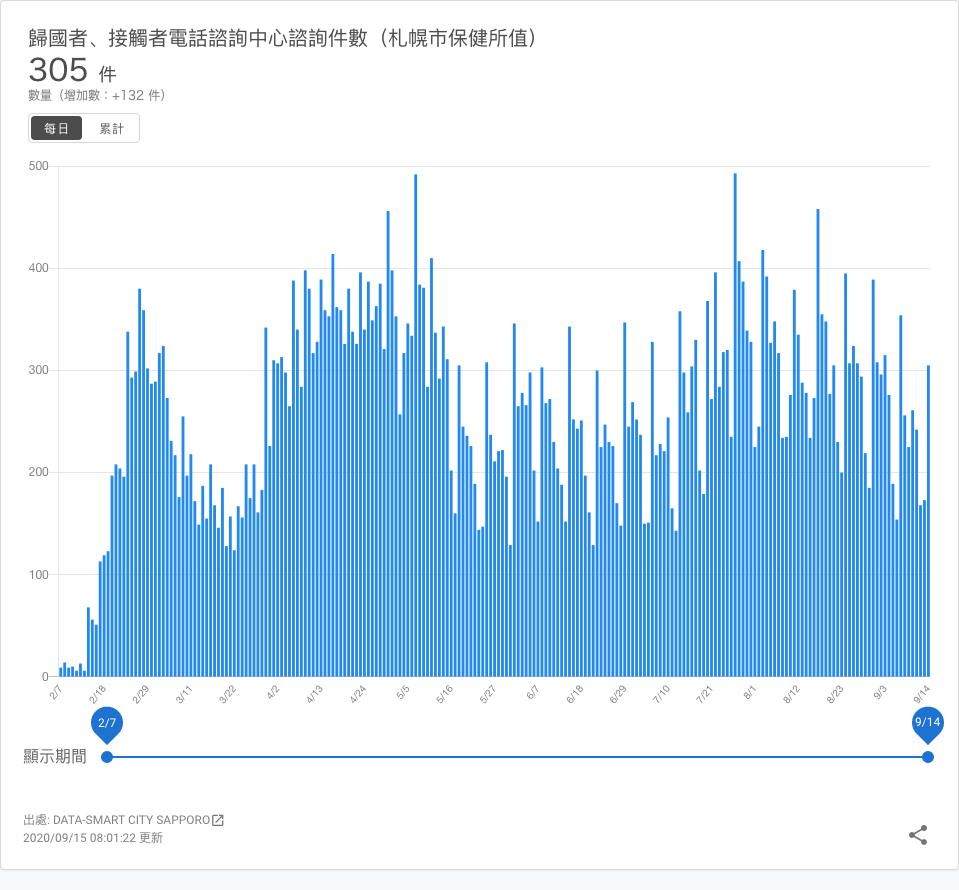 歸國者、接觸者電話諮詢中心諮詢件數（札幌市保健所值）
305 件
數量（增加數：+132 件）
每日 累計
500
400
300
200
100
0
2/7 2/18 2/29 3/11 3/22 4/2 4/13 4/24 5/5 5/16 5/27 6/7 6/18 6/29 7/10 7/21 8/1 8/12 8/23 9/3 9/14
2/7 9/14
顯示期間
出處: DATA-SMART CITY SAPPORO
2020/09/15 08:01:22 更新